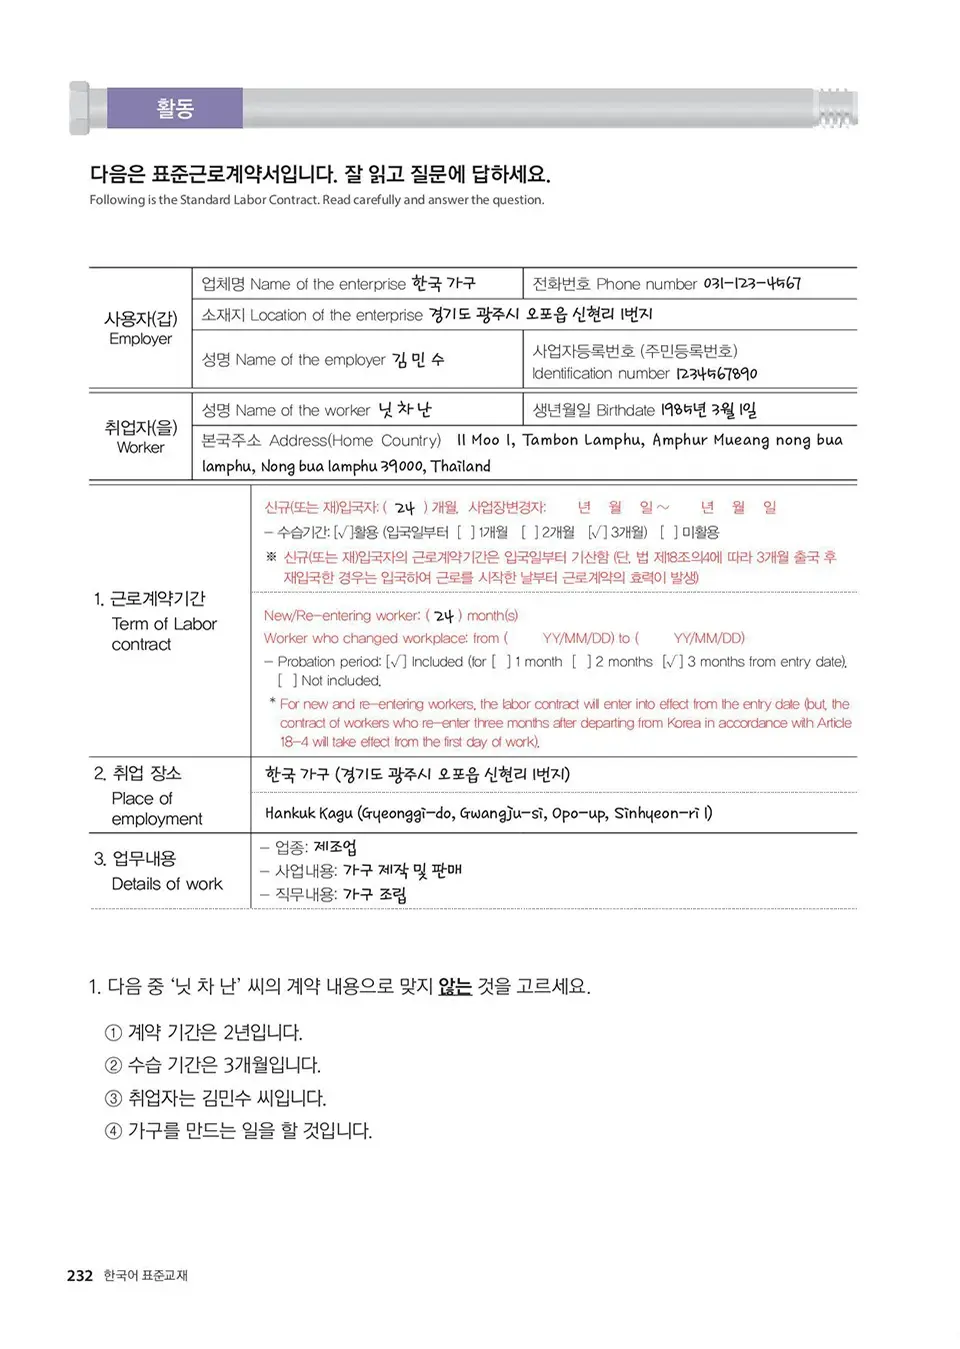 활동
다음은 표준근로계약서입니다. 잘 읽고 질문에 답하세요.
Following is the Standard Labor Contract. Read carefully and answer the question.
사용자(갑)
Employer
업체명 Name of the enterprise 한국 가구
전화번호 Phone number 031-123-4567
소재지 Location of the enterprise 경기도 광주시 오포읍 신현리 1번지
성명 Name of the employer 김 민 수
사업자등록번호 (주민등록번호)
Identification number 1234567890
취업자(을)
Worker
성명 Name of the worker 닛 차 난
생년월일 Birthdate 1985년 3월 1일
본국주소 Address(Home Country) 11 Moo 1, Tambon Lamphu, Amphur Mueang nong bua
lamphu, Nong bua lamphu 39000, Thailand
1. 근로계약기간
Term of Labor
contract
신규(또는 재)입국자: ( 24 ) 개월, 사업장변경자: 년 월 일 ~ 년 월 일
- 수습기간: [√]활용 (입국일부터 [ ] 1개월 [ ] 2개월 [√] 3개월) [ ] 미활용
※ 신규(또는 재)입국자의 근로계약기간은 입국일부터 기산함 (단, 법 제18조의4에 따라 3개월 출국 후
재입국한 경우는 입국하여 근로를 시작한 날부터 근로계약의 효력이 발생)
New/Re-entering worker: ( 24 ) month(s)
Worker who changed workplace: from ( YY/MM/DD) to ( YY/MM/DD)
- Probation period: [√] Included (for [ ] 1 month [ ] 2 months [√] 3 months from entry date),
[ ] Not included.
* For new and re-entering workers, the labor contract will enter into effect from the entry date (but, the
contract of workers who re-enter three months after departing from Korea in accordance with Article
18-4 will take effect from the first day of work).
2. 취업 장소
Place of
employment
한국 가구 (경기도 광주시 오포읍 신현리 1번지)
Hankuk Kagu (Gyeonggi-do, Gwangju-si, Opo-up, Sinhyeon-ri 1)
3. 업무내용
Details of work
- 업종: 제조업
- 사업내용: 가구 제작 및 판매
- 직무내용: 가구 조립
1. 다음 중 ‘닛 차 난’ 씨의 계약 내용으로 맞지 않는 것을 고르세요.
① 계약 기간은 2년입니다.
② 수습 기간은 3개월입니다.
③ 취업자는 김민수 씨입니다.
④ 가구를 만드는 일을 할 것입니다.
232 한국어 표준교재